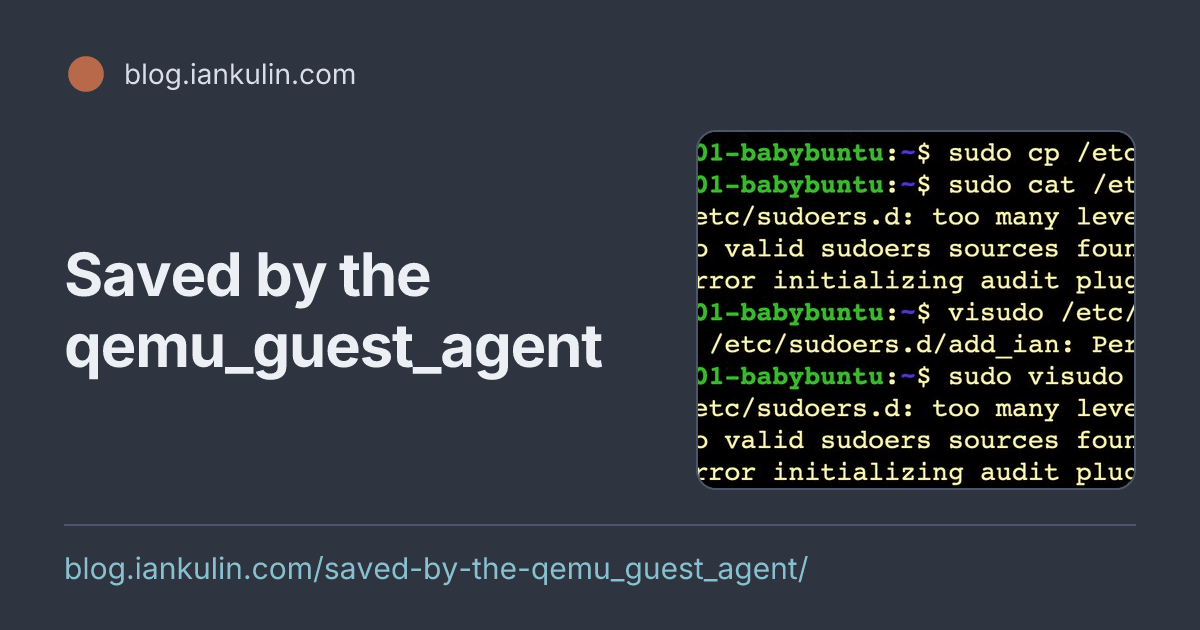 blog.iankulin.com
Saved by the
qemu_guest_agent
01-babybuntu:~$ sudo cp /etc
01-babybuntu:~$ sudo cat /et
etc/sudoers.d: too many leve
o valid sudoers sources foun
rror initializing audit plug
01-babybuntu:~$ visudo /etc/
/etc/sudoers.d/add_ian: Per
01-babybuntu:~$ sudo visudo
etc/sudoers.d: too many leve
o valid sudoers sources foun
rror initializing audit plug
blog.iankulin.com/saved-by-the-qemu_guest_agent/